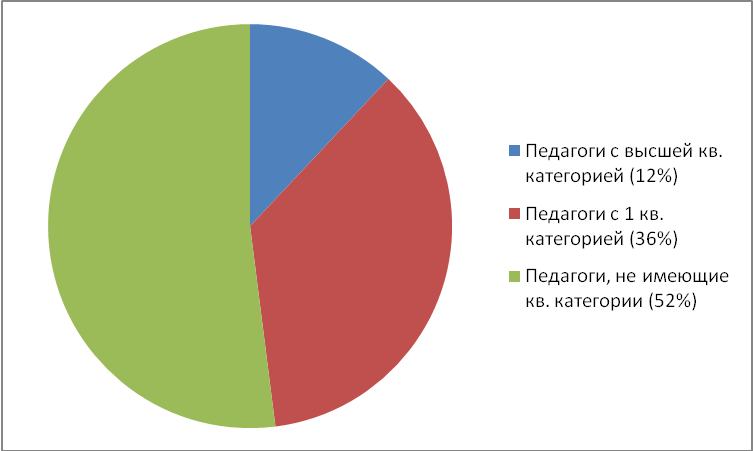 Педагоги с высшей кв.
категорией (12%)
Педагоги с 1 кв.
категорией (36%)
Педагоги, не имеющие
кв. категории (52%)